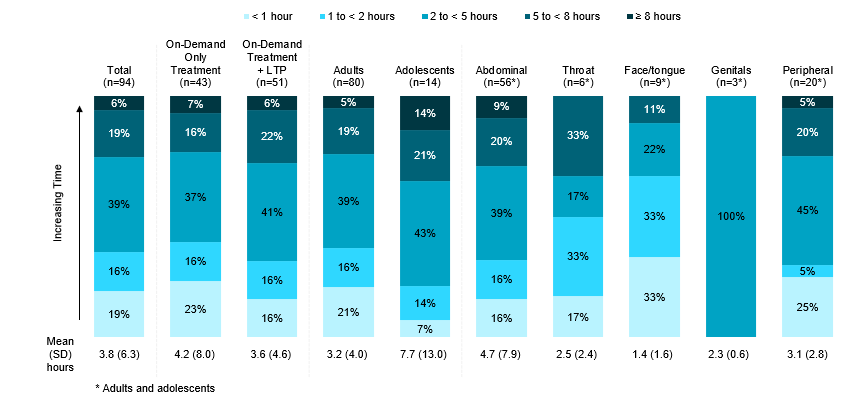 < 1 hour 1 to < 2 hours 2 to < 5 hours 5 to < 8 hours ≥ 8 hours
Total
(n=94)
On-Demand
Only
Treatment
(n=43)
On-Demand
Treatment
+ LTP
(n=51)
Adults
(n=80)
Adolescents
(n=14)
Abdominal
(n=56*)
Throat
(n=6*)
Face/tongue
(n=9*)
Genitals
(n=3*)
Peripheral
(n=20*)
Increasing Time
6%
19%
39%
16%
19%
7%
16%
37%
16%
23%
6%
22%
41%
16%
16%
5%
19%
39%
16%
21%
14%
21%
43%
14%
7%
9%
20%
39%
16%
16%
33%
17%
33%
17%
11%
22%
33%
33%
100%
5%
20%
45%
5%
25%
Mean
(SD)
hours
3.8 (6.3) 4.2 (8.0) 3.6 (4.6) 3.2 (4.0) 7.7 (13.0) 4.7 (7.9) 2.5 (2.4) 1.4 (1.6) 2.3 (0.6) 3.1 (2.8)
* Adults and adolescents